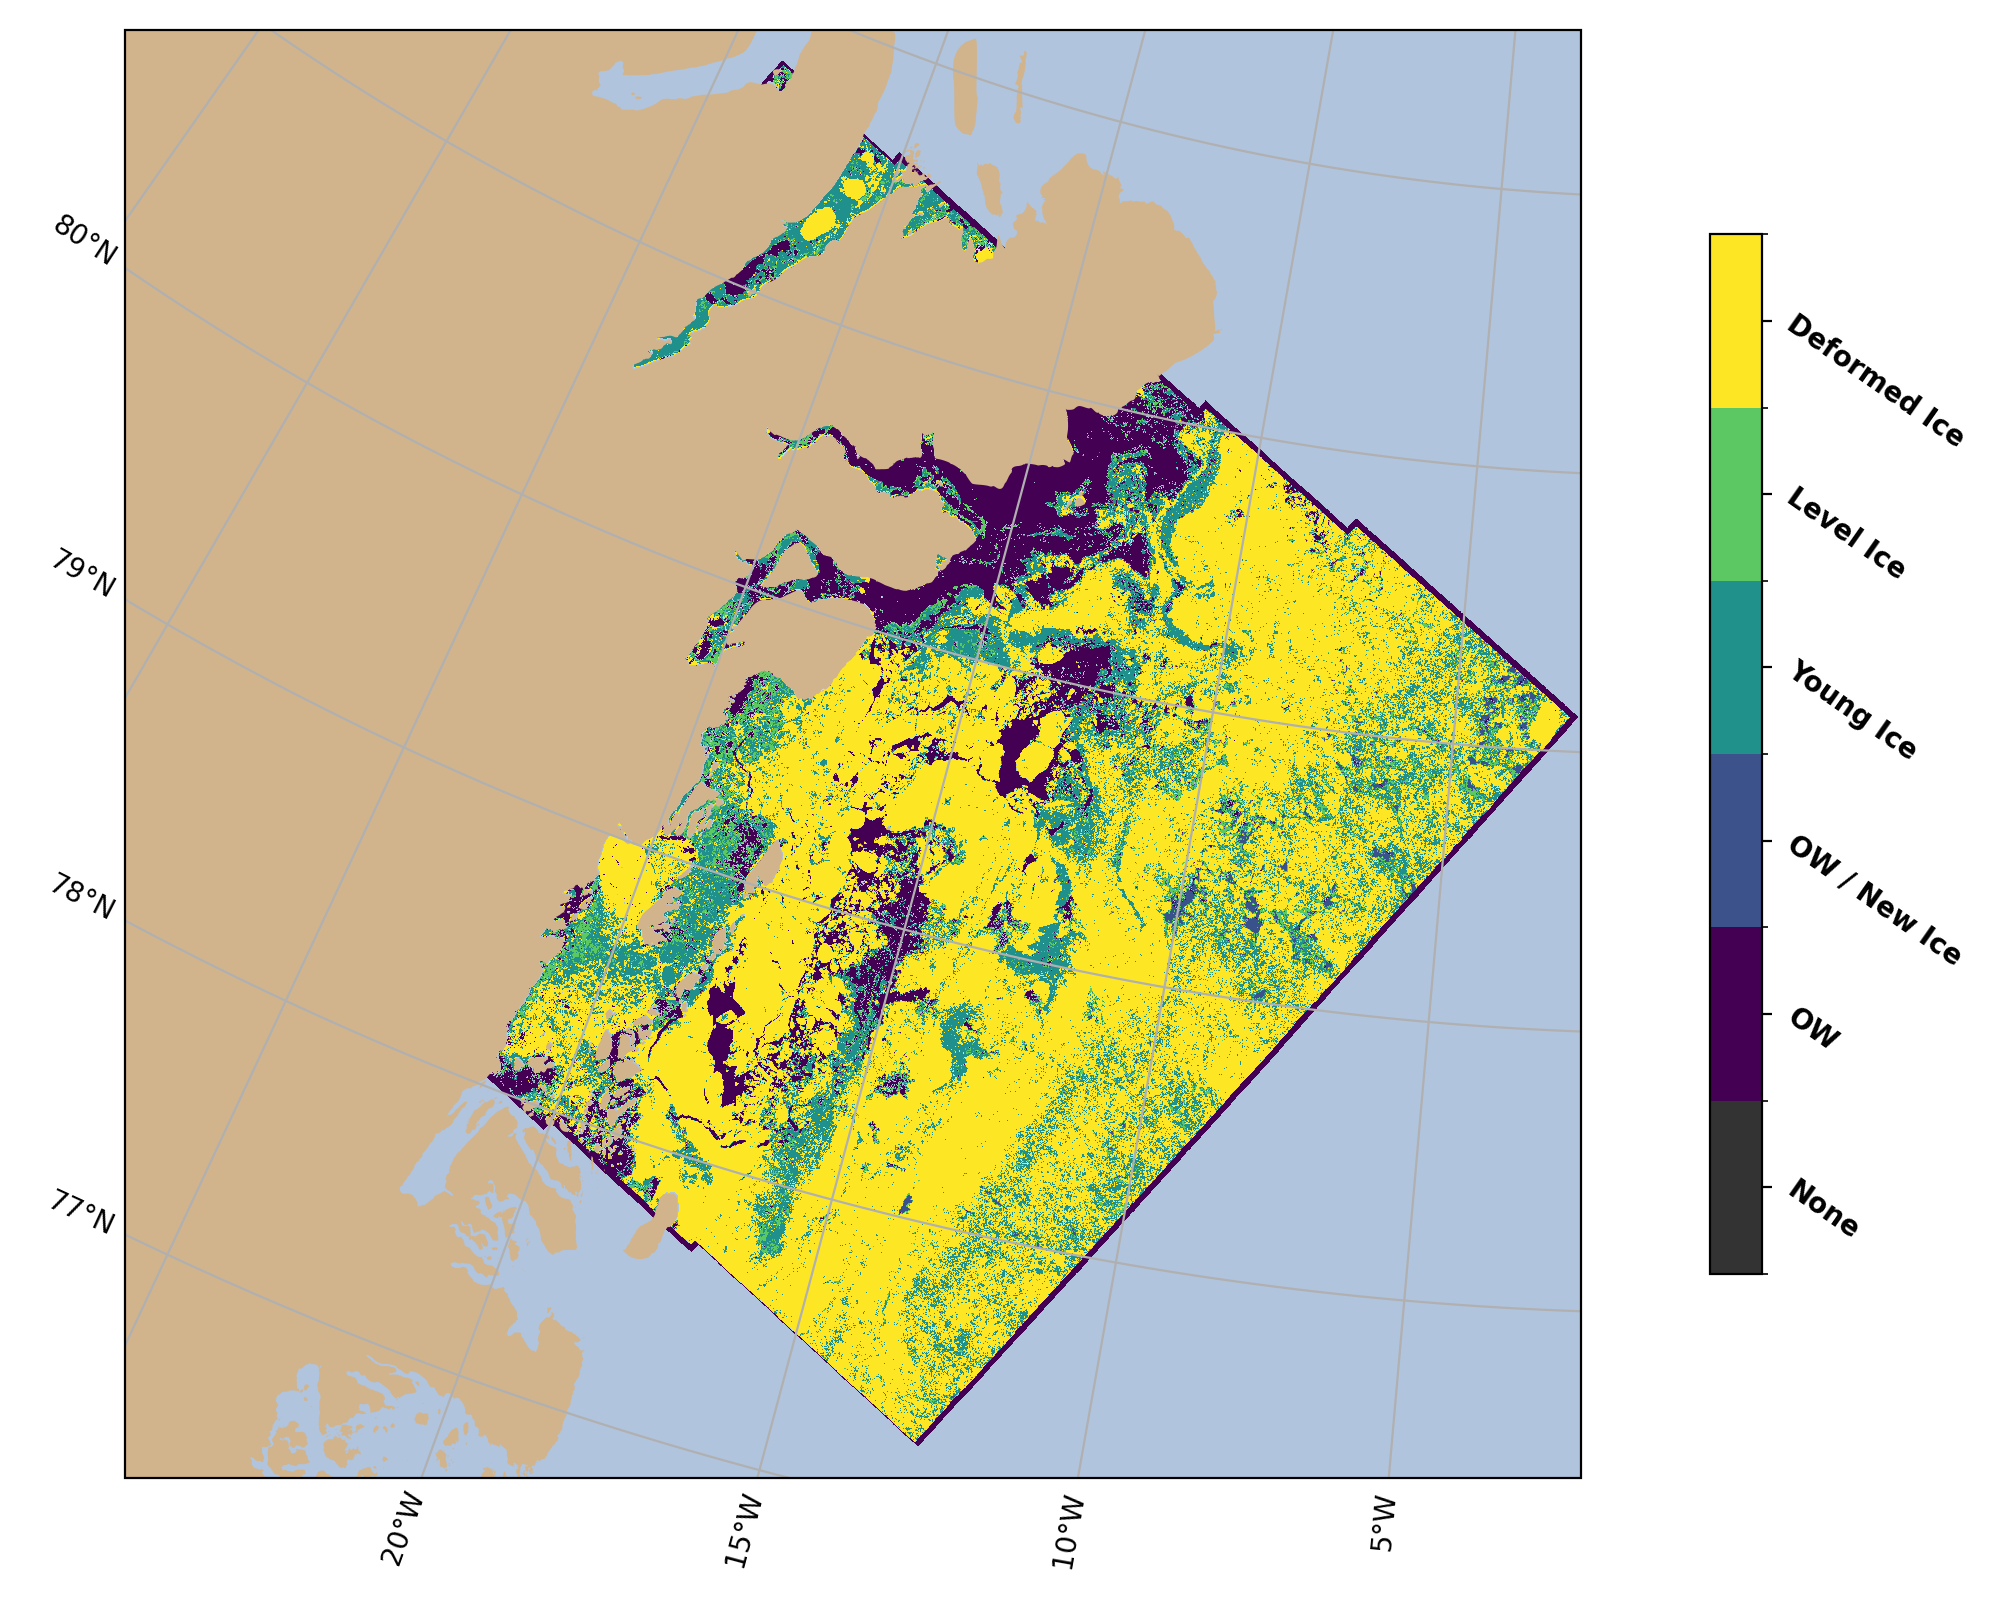 80°N
79°N
78°N
77°N
20°W
15°W
10°W
5°W
Deformed Ice
Level Ice
Young Ice
OW / New Ice
OW
None